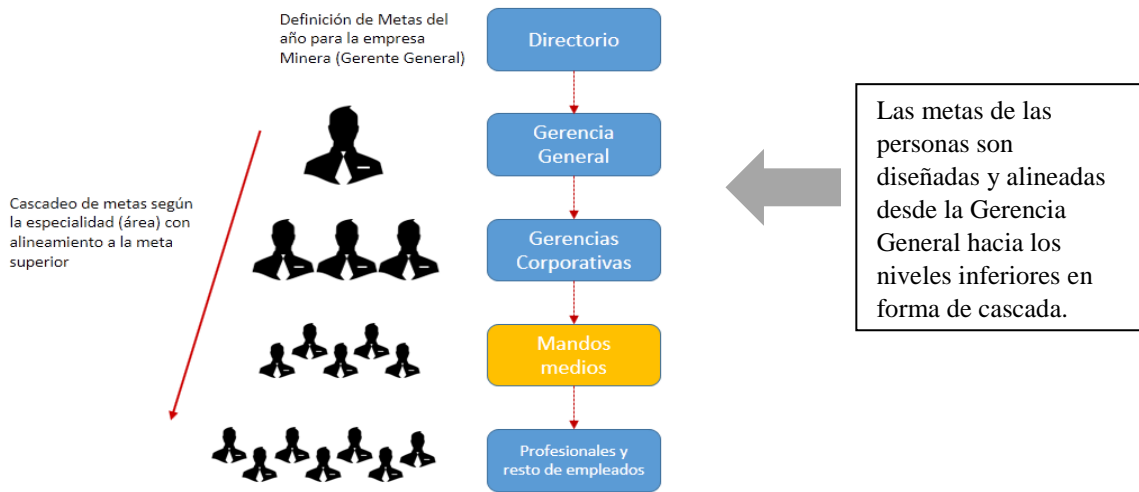 Definición de Metas del
año para la empresa
Minera (Gerente General)
Directorio
Gerencia
General
Gerencias
Corporativas
Mandos
medios
Profesionales y
resto de empleados
Cascadeo de metas según
la especialidad (área) con
alineamiento a la meta
superior
Las metas de las
personas son
diseñadas y alineadas
desde la Gerencia
General hacia los
niveles inferiores en
forma de cascada.